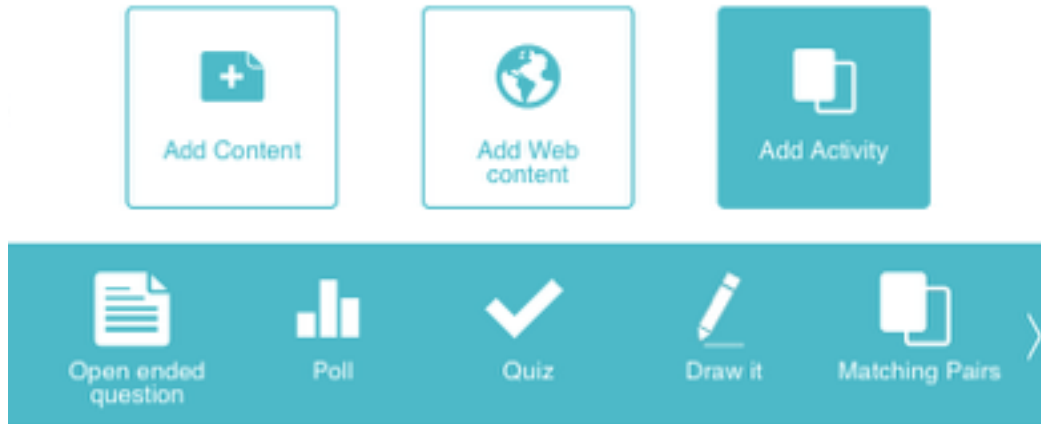 Add Content
Add Web
content
Add Activity
Open ended
question
Poll
Quiz
Draw it
Matching Pairs